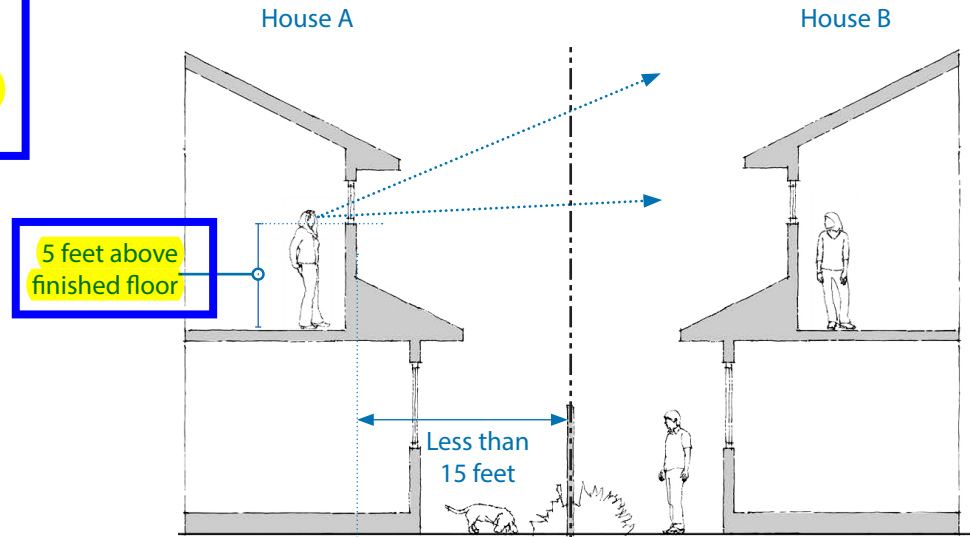 House A
House B
5 feet above
finished floor
Less than
15 feet